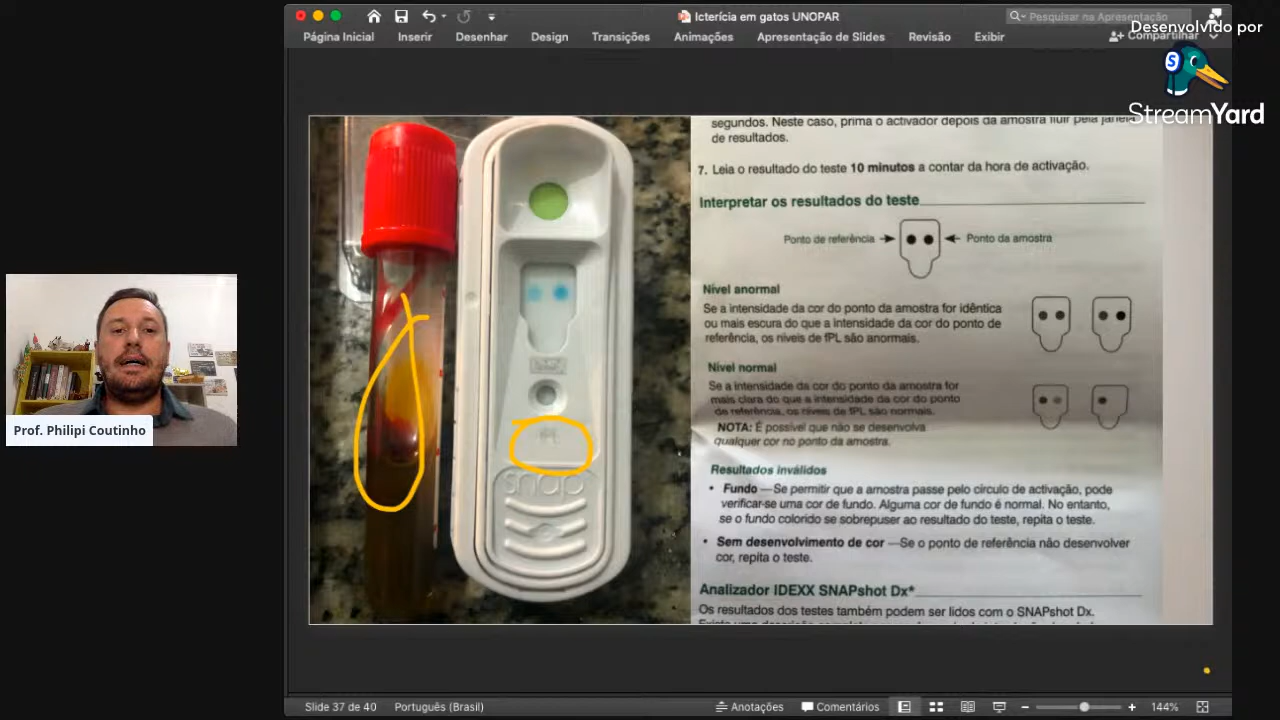 Icterícia em gatos UNOPAR
Pesquisar na Apresentação
Desenvolvido por
Página Inicial
Inserir
Desenhar
Design
Transições
Animações
Apresentação de Slides
Revisão
Exibir
Compartilhar
StreamYard
segundos. Neste caso, prima o activador depois da amostra fluir pela janela
de resultados.
7. Leia o resultado do teste 10 minutos a contar da hora de activação.
Interpretar os resultados do teste
Ponto de referência
Ponto da amostra
Nível anormal
Se a intensidade da cor do ponto da amostra for idêntica
ou mais escura do que a intensidade da cor do ponto de
referência, os níveis de fPL são anormais.
Nível normal
Se a intensidade da cor do ponto da amostra for
mais clara do que a intensidade da cor do ponto
de referência, os níveis de fPL são normais.
NOTA: É possível que não se desenvolva
qualquer cor no ponto da amostra.
Resultados inválidos
• Fundo —Se permitir que a amostra passe pelo círculo de activação, pode
verificar-se uma cor de fundo. Alguma cor de fundo é normal. No entanto,
se o fundo colorido se sobrepuser ao resultado do teste, repita o teste.
• Sem desenvolvimento de cor —Se o ponto de referência não desenvolver
cor, repita o teste.
Analizador IDEXX SNAPshot Dx*
Os resultados dos testes também podem ser lidos com o SNAPshot Dx.
snap
Prof. Philipi Coutinho
Slide 37 de 40
Português (Brasil)
Anotações
Comentários
144%